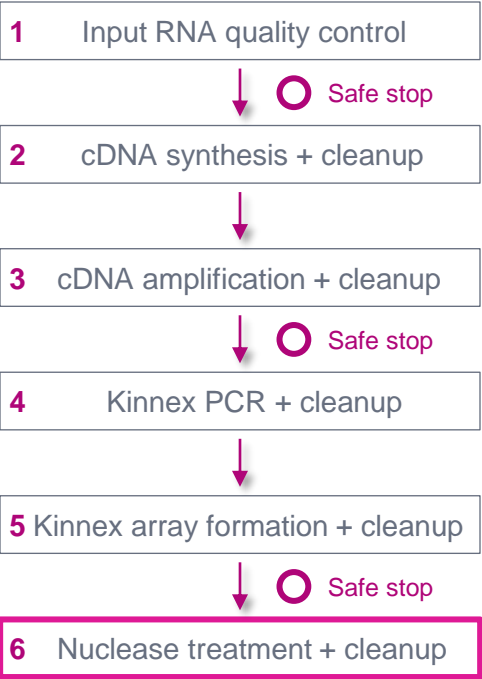 1 Input RNA quality control
Safe stop
2 cDNA synthesis + cleanup
3 cDNA amplification + cleanup
Safe stop
4 Kinnex PCR + cleanup
5 Kinnex array formation + cleanup
Safe stop
6 Nuclease treatment + cleanup